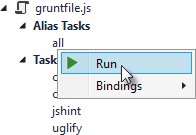 gruntfile.js
Alias Tasks
all
Task
Run
Bindings
jshint
uglify